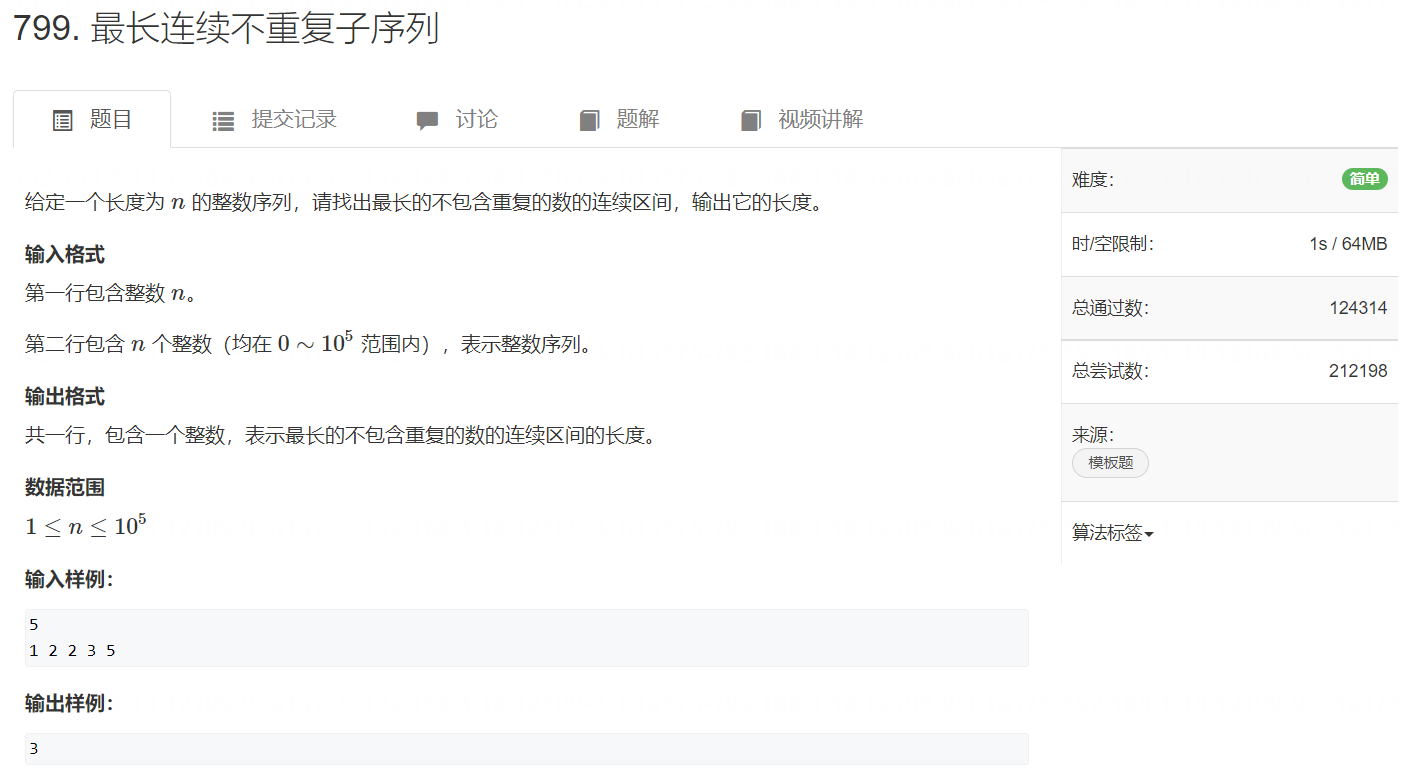 799. 最长连续不重复子序列
题目 提交记录 讨论 题解 视频讲解
给定一个长度为 n 的整数序列，请找出最长的不包含重复的数的连续区间，输出它的长度。
输入格式
第一行包含整数 n。
第二行包含 n 个整数（均在 0 ∼ 10⁵ 范围内），表示整数序列。
输出格式
共一行，包含一个整数，表示最长的不包含重复的数的连续区间的长度。
数据范围
1 ≤ n ≤ 10⁵
输入样例：
5
1 2 2 3 5
输出样例：
3
难度： 简单
时/空限制： 1s / 64MB
总通过数： 124314
总尝试数： 212198
来源：
模板题
算法标签